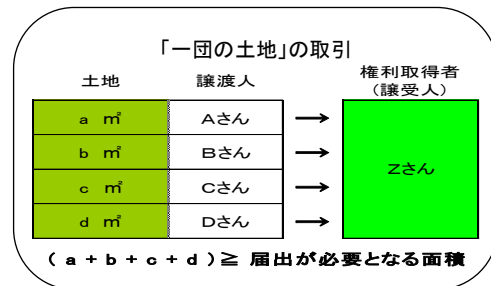 「一団の土地」の取引
土地 譲渡人 権利取得者
(譲受人)
a ㎡ Aさん → Zさん
b ㎡ Bさん →
c ㎡ Cさん →
d ㎡ Dさん →
(a+b+c+d)≧ 届出が必要となる面積